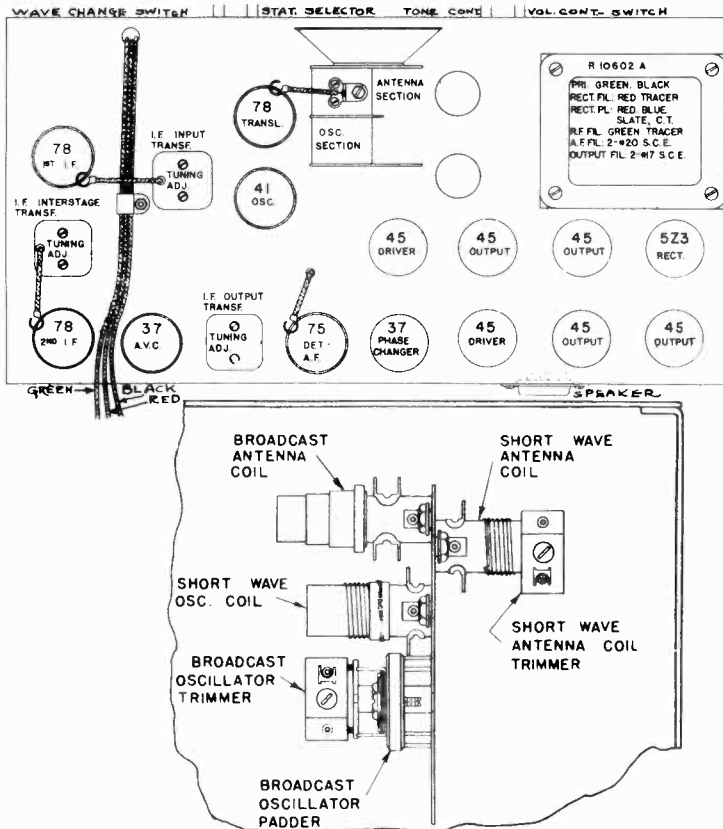 WAVE CHANGE SWITCH
STAT. SELECTOR
TONE CONT
VOL. CONT- SWITCH
78
TRANSL.
ANTENNA
SECTION
OSC.
SECTION
R 10602 A
PRI: GREEN, BLACK
RECT. FIL: RED TRACER
RECT. PL: RED, BLUE
SLATE, C.T.
R.F. FIL. GREEN TRACER
A.F. FIL: 2-#20 S.C.E.
OUTPUT FIL: 2-#17 S.C.E.
78
1ST I.F.
I.F. INPUT
TRANSF.
TUNING
ADJ.
41
OSC.
I.F. INTERSTAGE
TRANSF.
TUNING
ADJ.
45
DRIVER
45
OUTPUT
45
OUTPUT
5Z3
RECT.
78
2ND I.F
37
A.V.C.
I.F. OUTPUT
TRANSF.
TUNING
ADJ.
75
DET-
A.F.
37
PHASE
CHANGER
45
DRIVER
45
OUTPUT
45
OUTPUT
GREEN
BLACK
RED
SPEAKER
BROADCAST
ANTENNA
COIL
SHORT WAVE
ANTENNA
COIL
SHORT WAVE
OSC. COIL
SHORT WAVE
ANTENNA COIL
TRIMMER
BROADCAST
OSCILLATOR
TRIMMER
BROADCAST
OSCILLATOR
PADDER